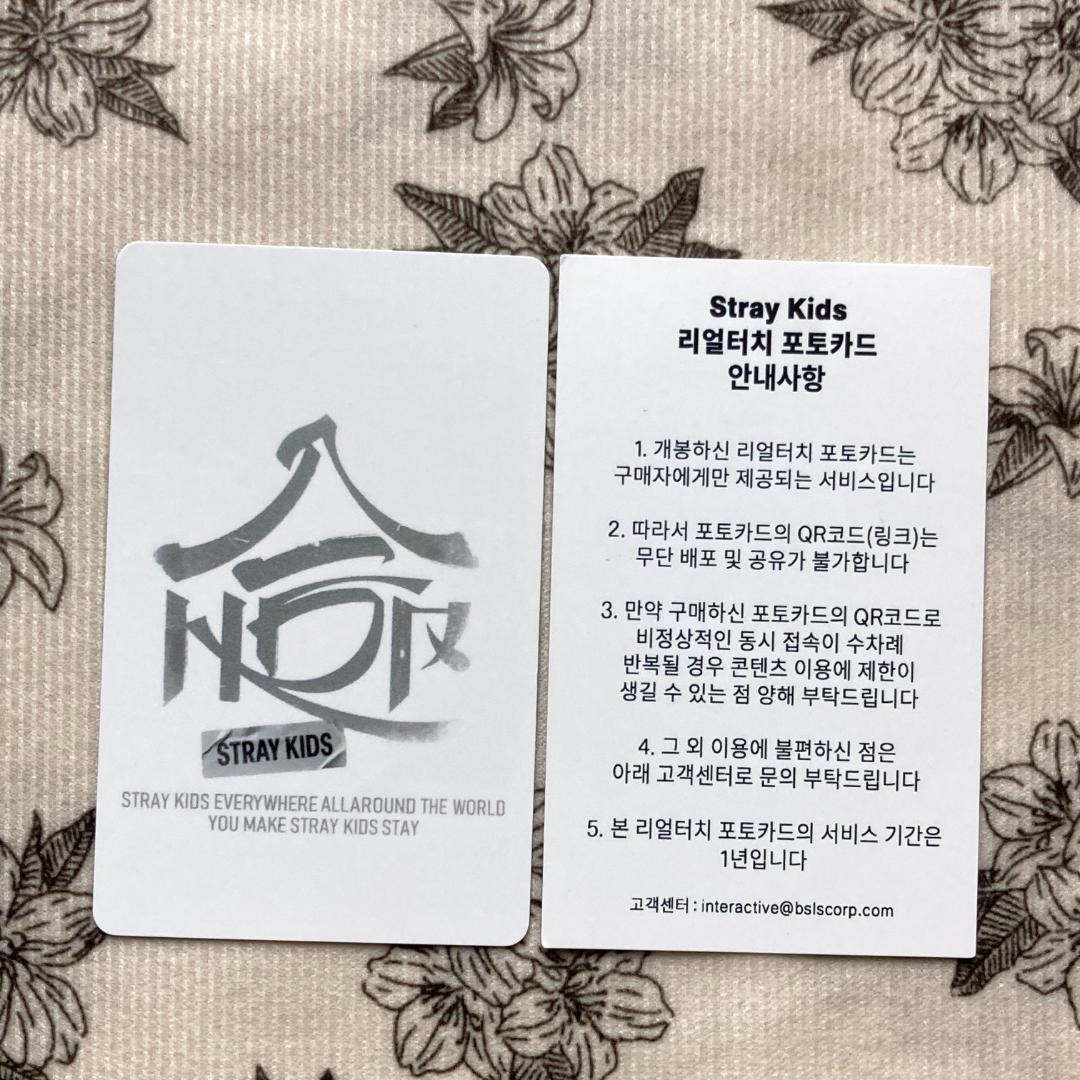 STRAY KIDS
STRAY KIDS EVERYWHERE ALL AROUND THE WORLD
YOU MAKE STRAY KIDS STAY
Stray Kids
리얼터치 포토카드
안내사항
1. 개봉하신 리얼터치 포토카드는
구매자에게만 제공되는 서비스입니다
2. 따라서 포토카드의 QR코드(링크)는
무단 배포 및 공유가 불가합니다
3. 만약 구매하신 포토카드의 QR코드로
비정상적인 동시 접속이 수차례
반복될 경우 콘텐츠 이용에 제한이
생길 수 있는 점 양해 부탁드립니다
4. 그 외 이용에 불편하신 점은
아래 고객센터로 문의 부탁드립니다
5. 본 리얼터치 포토카드의 서비스 기간은
1년입니다
고객센터 : interactive@bslscorp.com